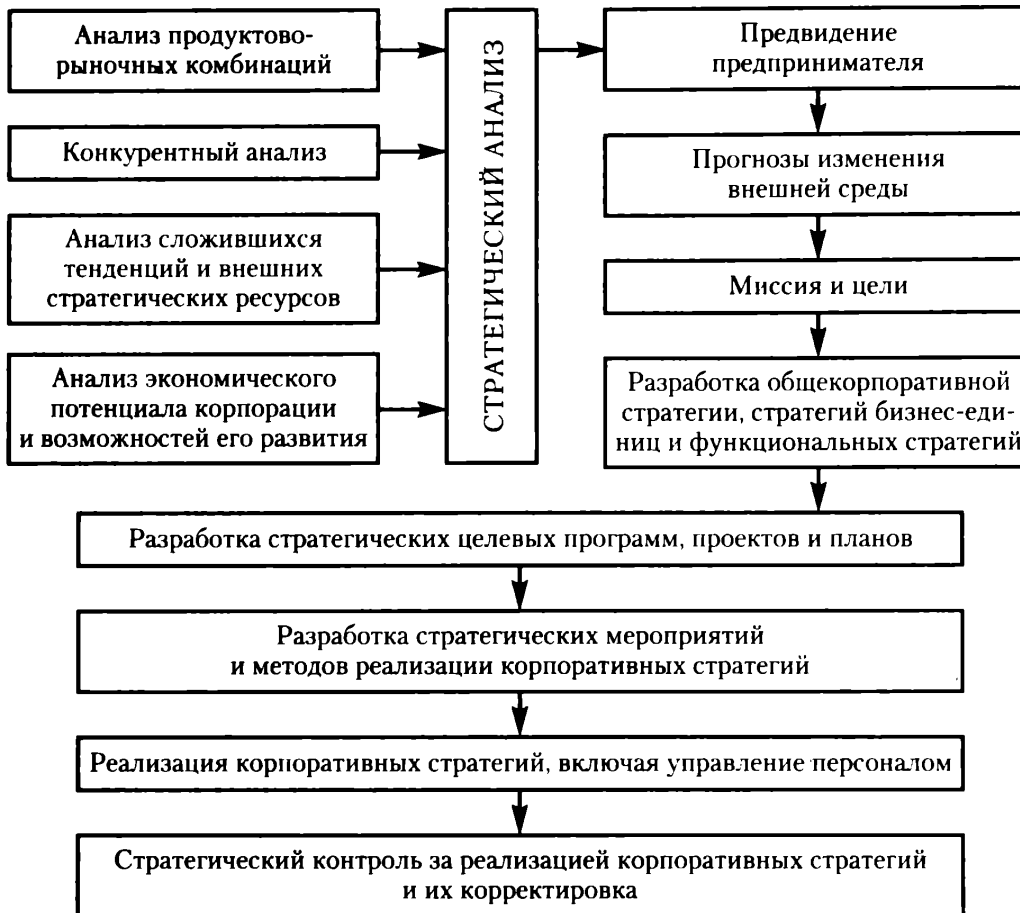 Анализ продуктово-
рыночных комбинаций
Конкурентный анализ
Анализ сложившихся
тенденций и внешних
стратегических ресурсов
Анализ экономического
потенциала корпорации
и возможностей его развития
СТРАТЕГИЧЕСКИЙ АНАЛИЗ
Предвидение
предпринимателя
Прогнозы изменения
внешней среды
Миссия и цели
Разработка общекорпоративной
стратегии, стратегий бизнес-еди-
ниц и функциональных стратегий
Разработка стратегических целевых программ, проектов и планов
Разработка стратегических мероприятий
и методов реализации корпоративных стратегий
Реализация корпоративных стратегий, включая управление персоналом
Стратегический контроль за реализацией корпоративных стратегий
и их корректировка